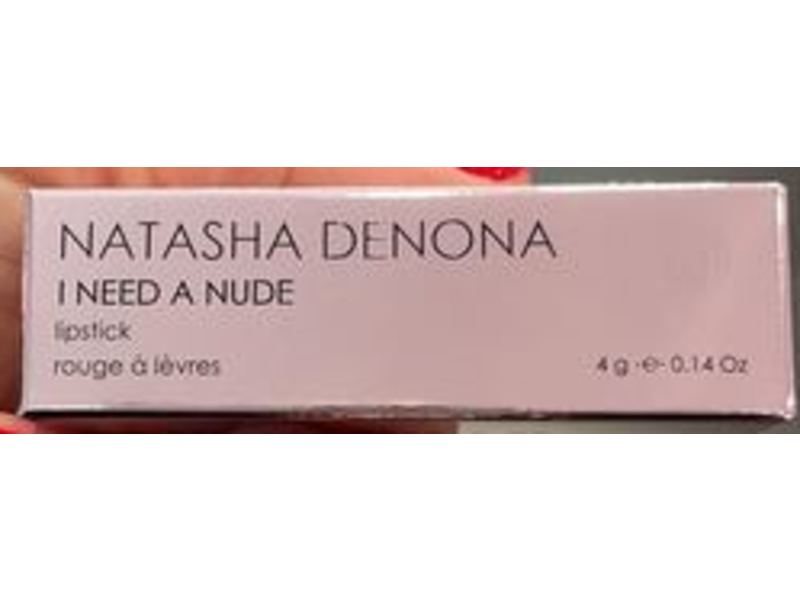 NATASHA DENONA
I NEED A NUDE
lipstick
rouge à lèvres
4 g ℮ 0.14 Oz